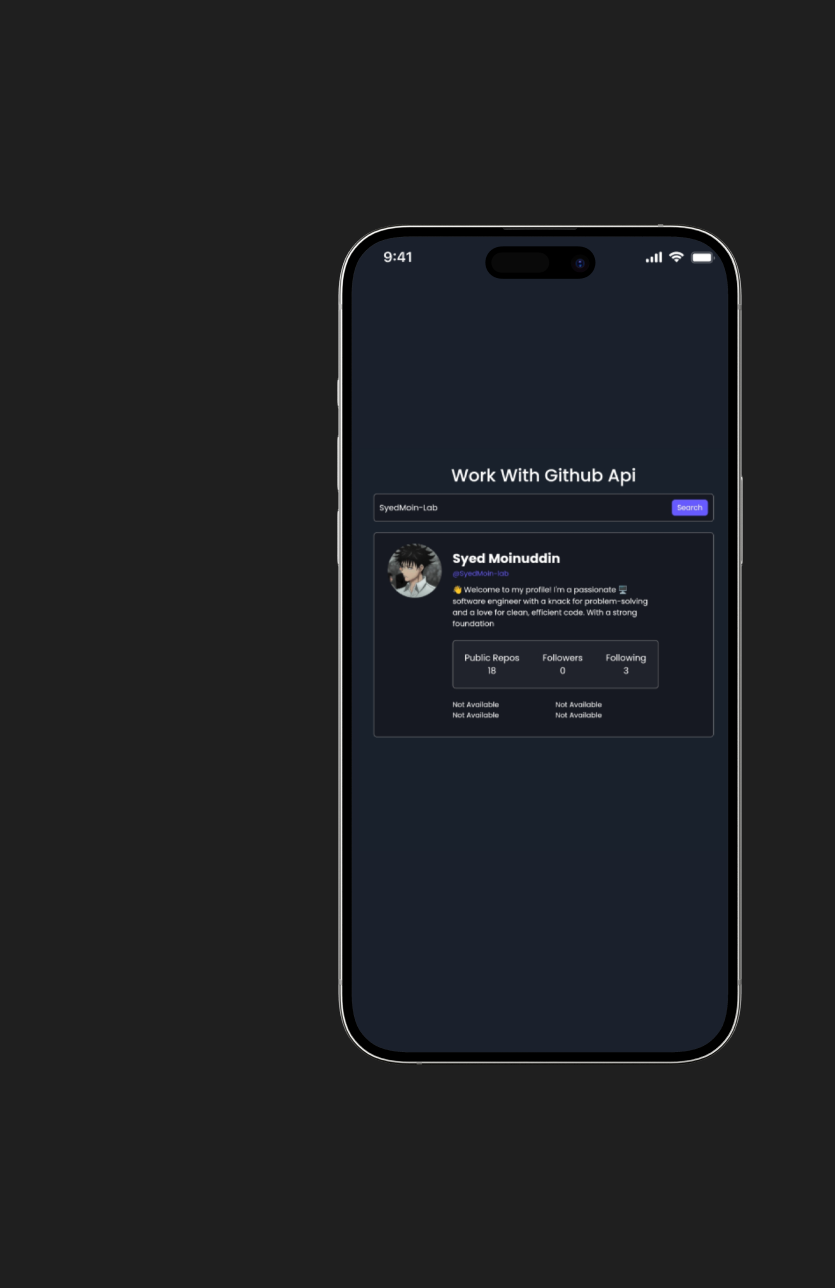 9:41
Work With Github Api
SyedMoin-Lab
Search
Syed Moinuddin
@SyedMoin-lab
👋 Welcome to my profile! I'm a passionate 🖥️
software engineer with a knack for problem-solving
and a love for clean, efficient code. With a strong
foundation
Public Repos Followers Following
18 0 3
Not Available Not Available
Not Available Not Available